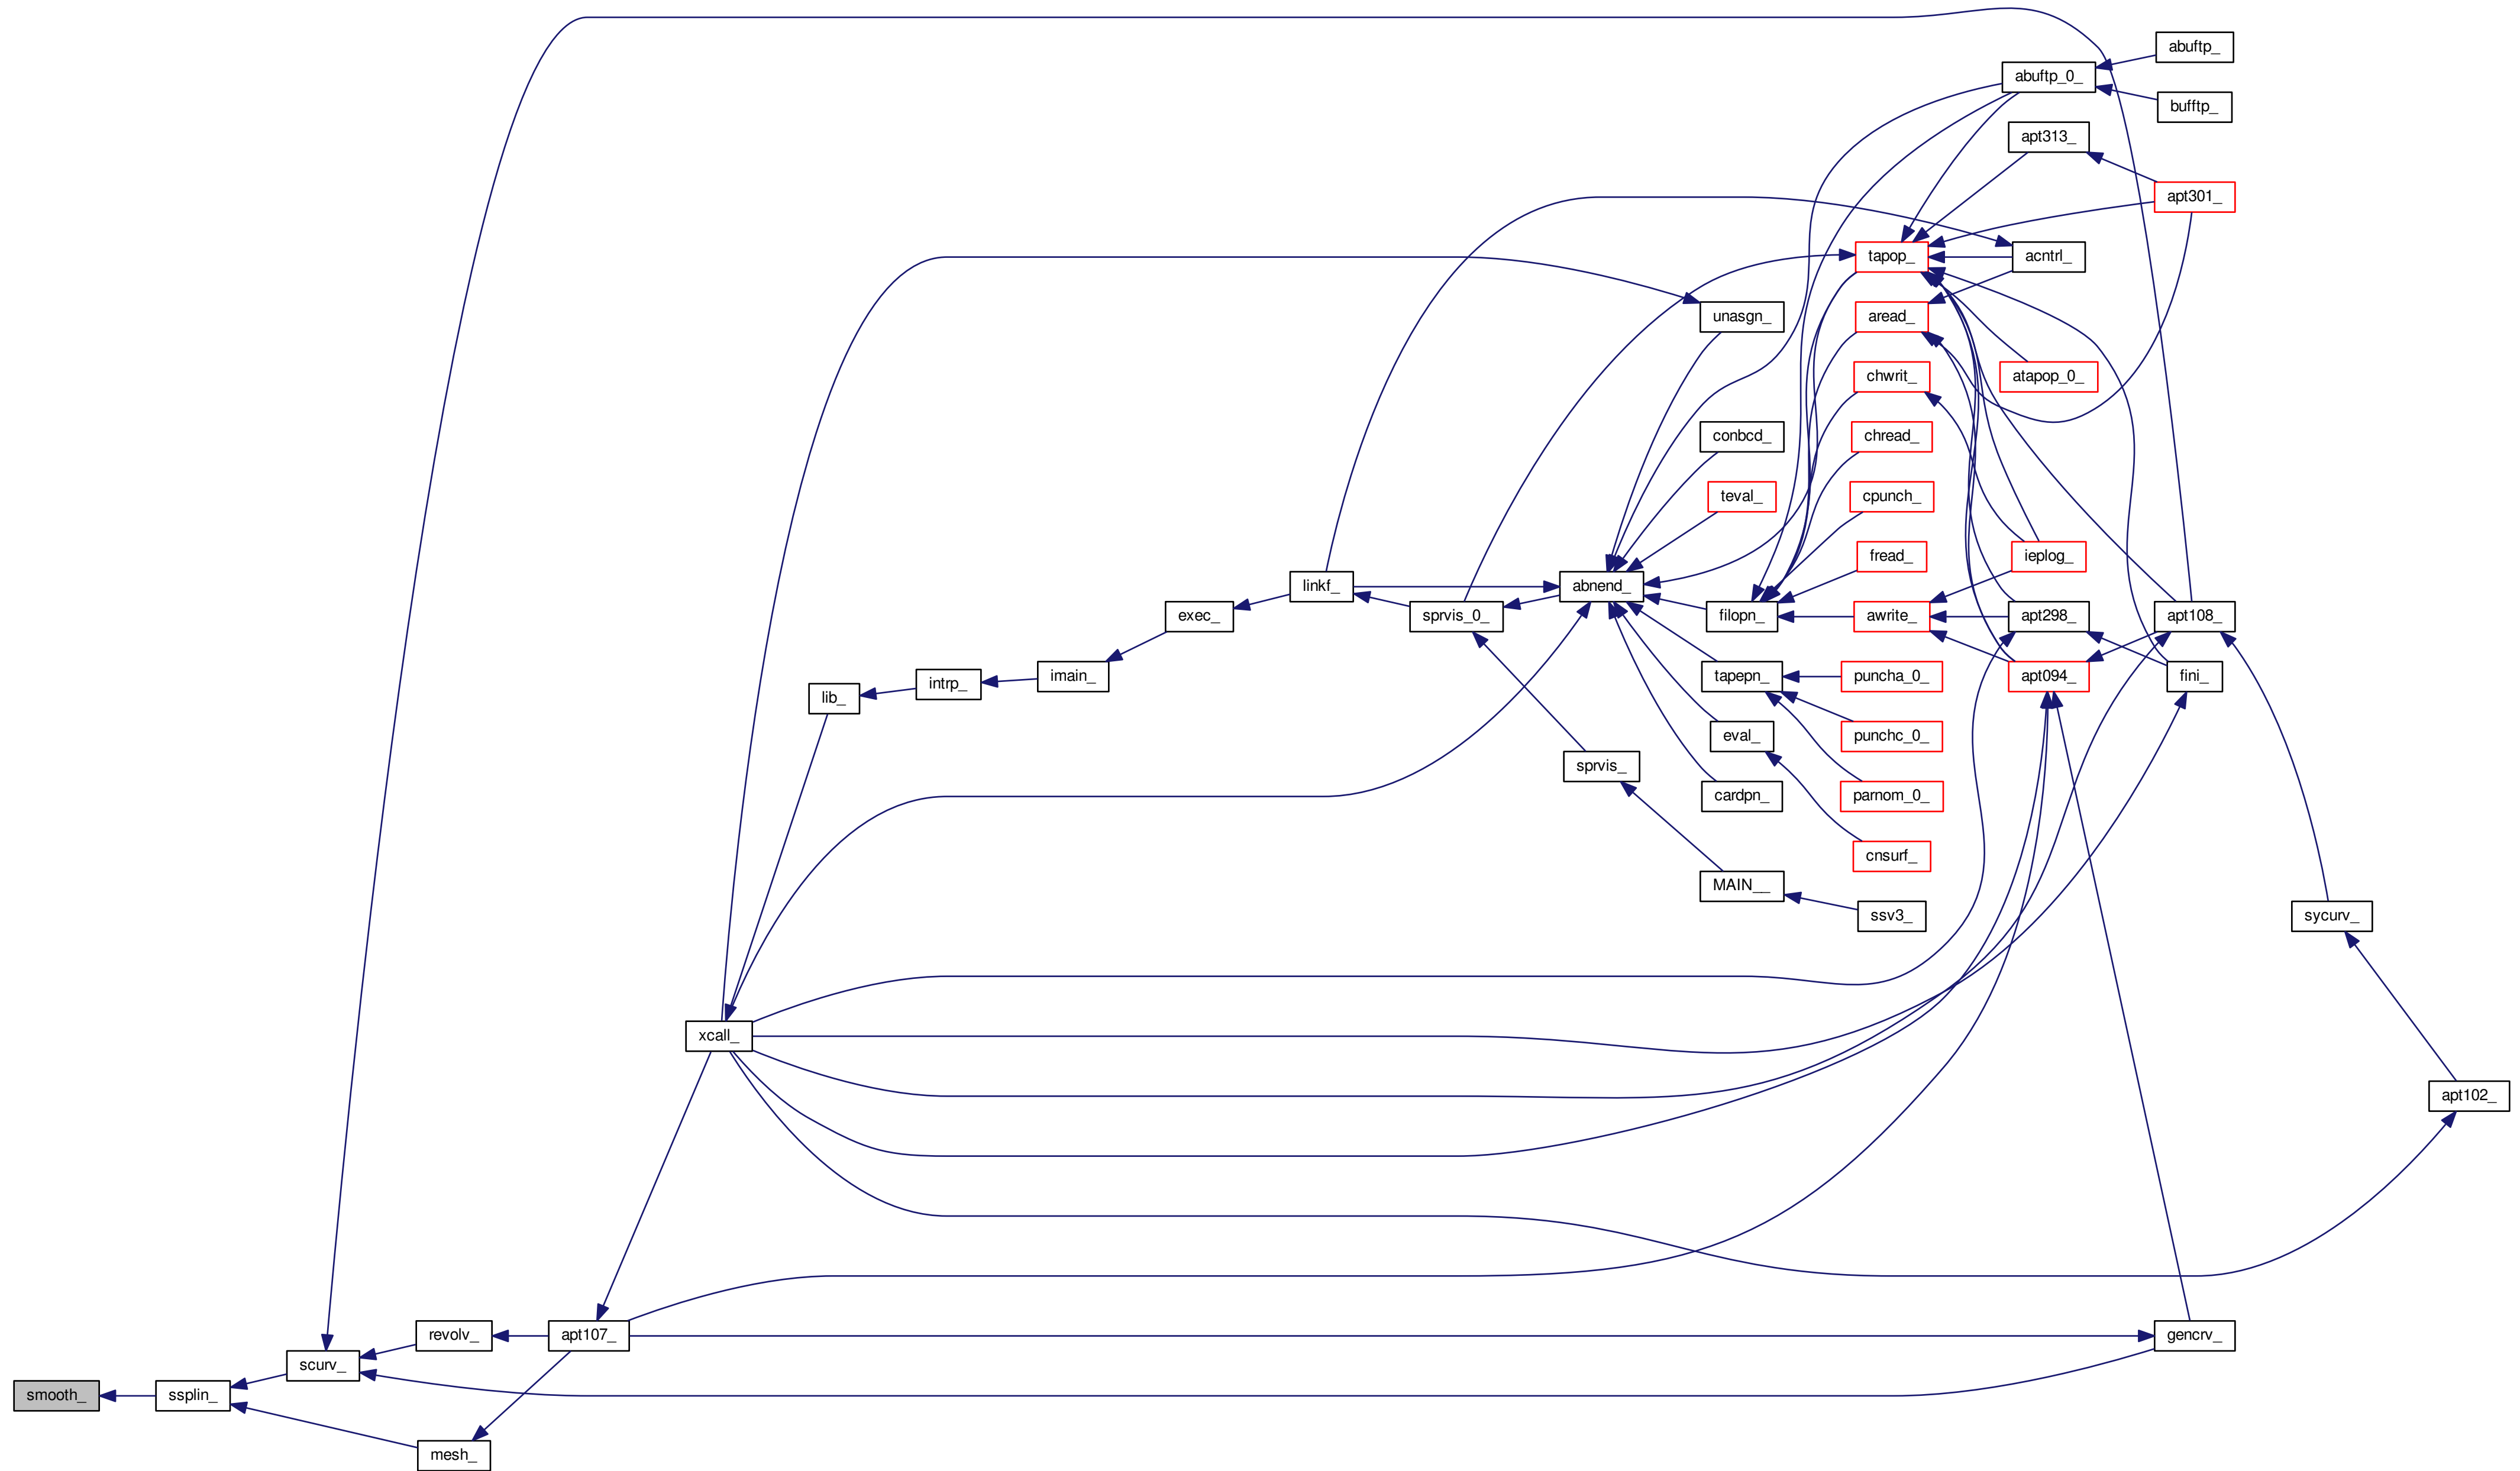 abuftp_
abuftp_0_
bufftp_
apt313_
apt301_
tapop_
acntrl_
unasgn_
aread_
chwrit_
atapop_0_
conbcd_
chread_
teval_
cpunch_
fread_
ieplog_
linkf_
abnend_
exec_
sprvis_0_
filopn_
awrite_
apt298_
apt108_
imain_
intrp_
lib_
tapepn_
puncha_0_
apt094_
fini_
eval_
punchc_0_
sprvis_
cardpn_
parnom_0_
cnsurf_
MAIN__
ssv3_
sycurv_
xcall_
apt102_
revolv_
apt107_
gencrv_
scurv_
smooth_
ssplin_
mesh_